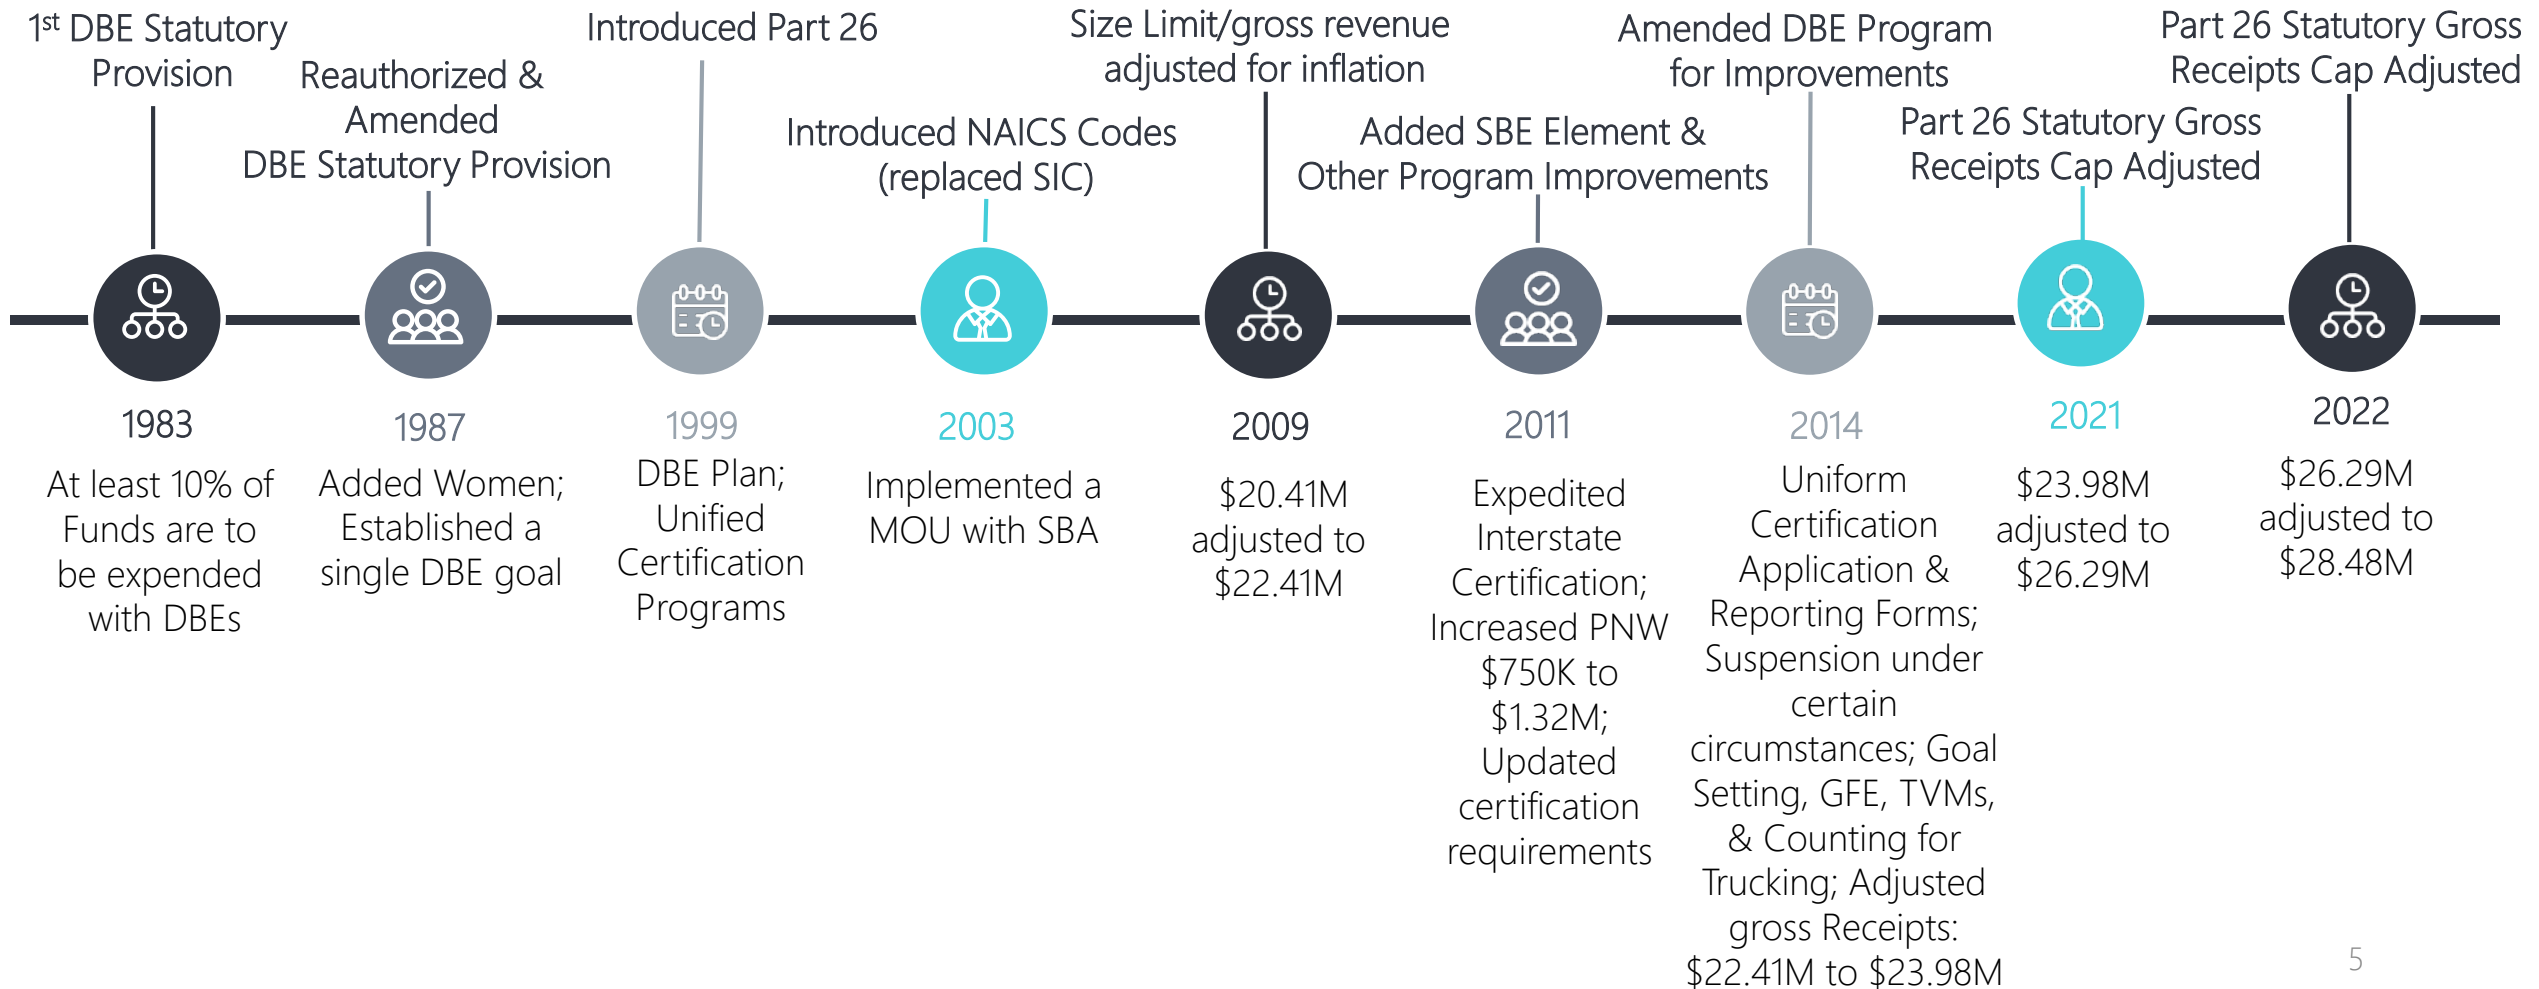 1st DBE Statutory
Provision
Reauthorized &
Amended
DBE Statutory Provision
Introduced Part 26
Introduced NAICS Codes
(replaced SIC)
Size Limit/gross revenue
adjusted for inflation
Added SBE Element &
Other Program Improvements
Amended DBE Program
for Improvements
Part 26 Statutory Gross
Receipts Cap Adjusted
Part 26 Statutory Gross
Receipts Cap Adjusted
1983
At least 10% of
Funds are to
be expended
with DBEs
1987
Added Women;
Established a
single DBE goal
1999
DBE Plan;
Unified
Certification
Programs
2003
Implemented a
MOU with SBA
2009
$20.41M
adjusted to
$22.41M
2011
Expedited
Interstate
Certification;
Increased PNW
$750K to
$1.32M;
Updated
certification
requirements
2014
Uniform
Certification
Application &
Reporting Forms;
Suspension under
certain
circumstances; Goal
Setting, GFE, TVMs,
& Counting for
Trucking; Adjusted
gross Receipts:
$22.41M to $23.98M
2021
$23.98M
adjusted to
$26.29M
2022
$26.29M
adjusted to
$28.48M
5